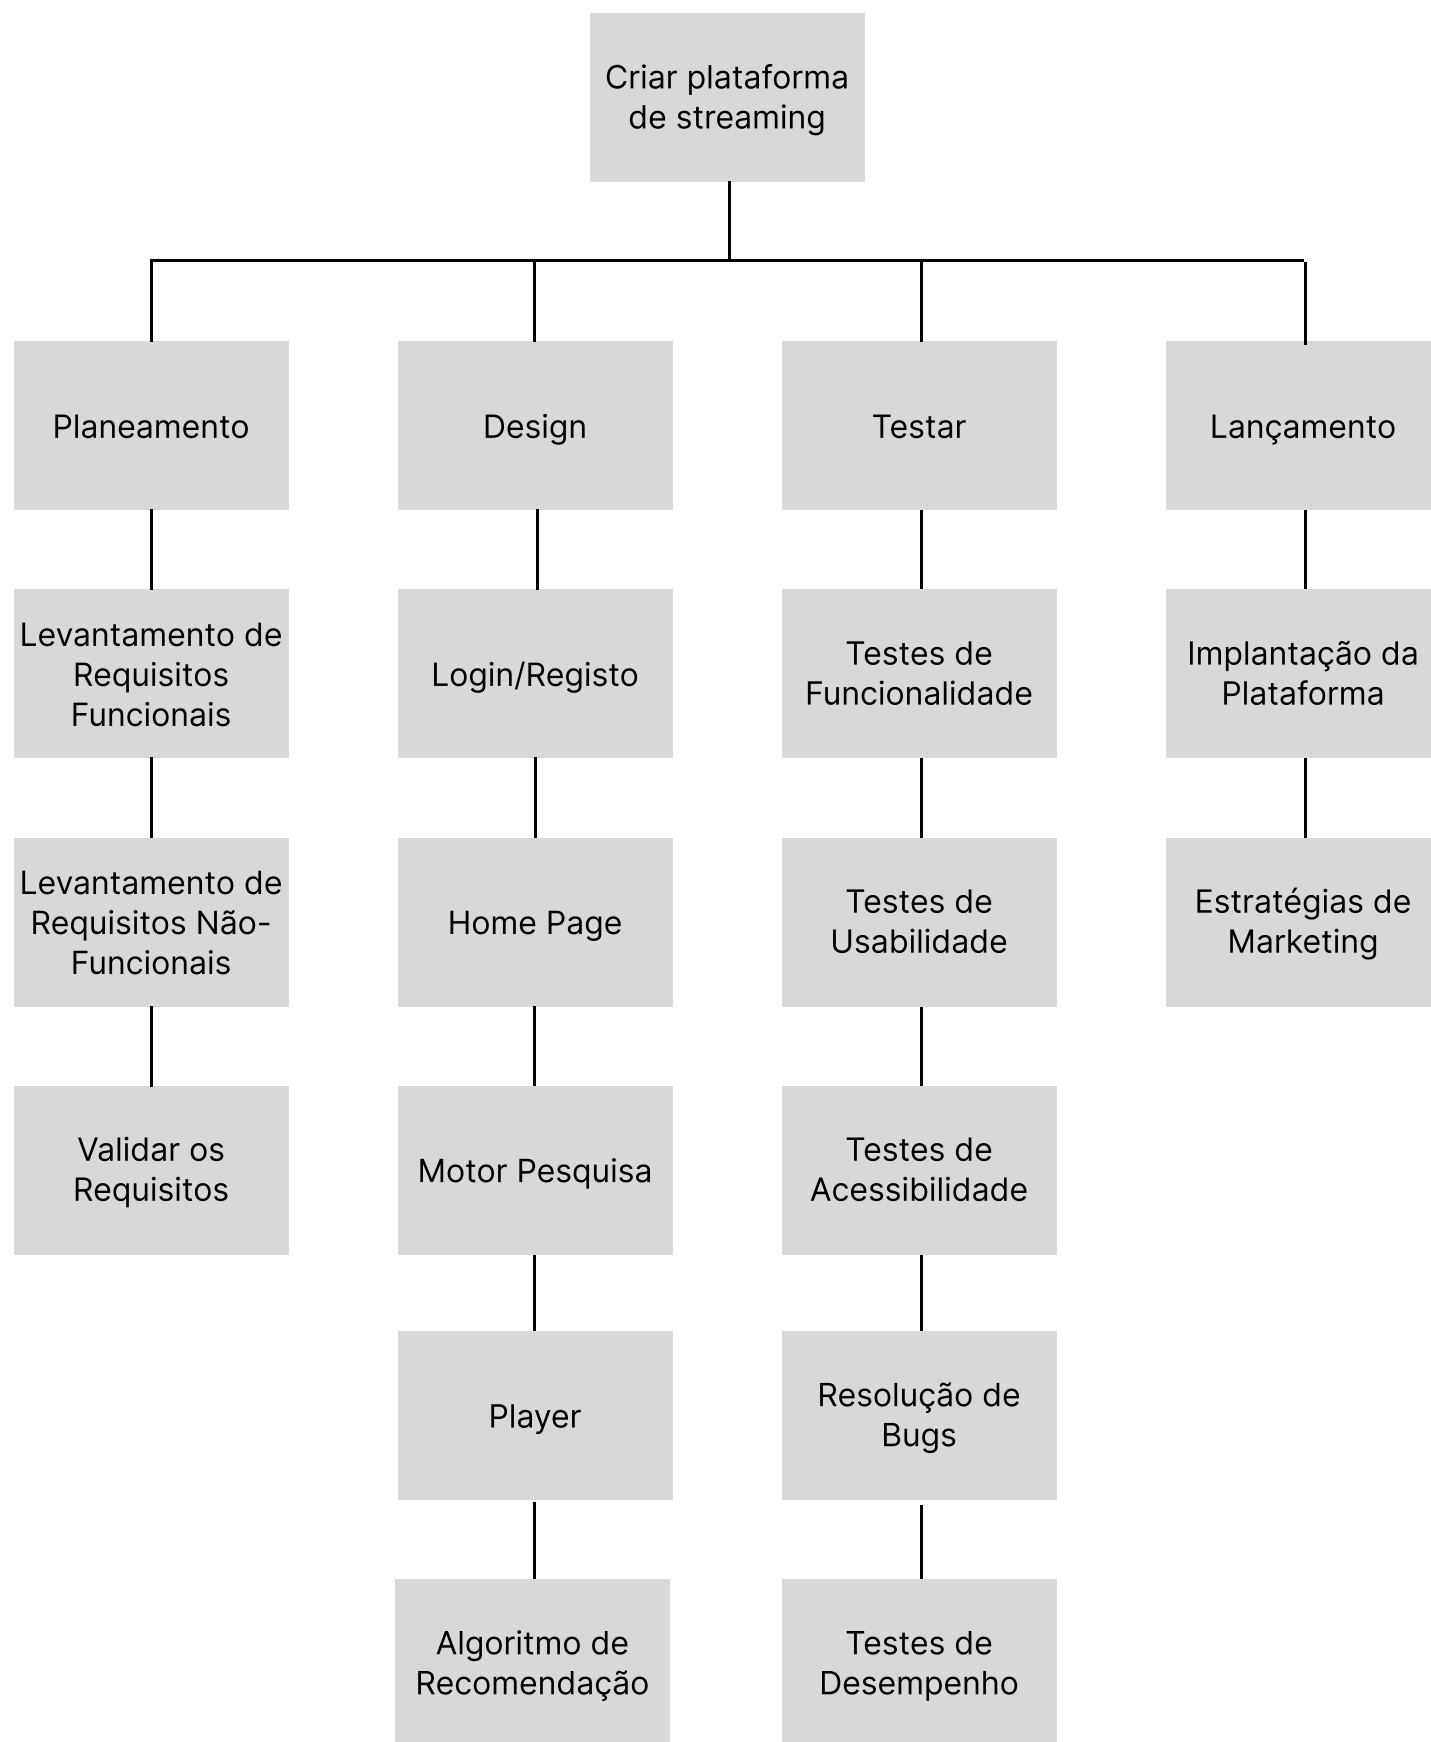 Criar plataforma
de streaming
Planeamento
Design
Testar
Lançamento
Levantamento de
Requisitos
Funcionais
Login/Registo
Testes de
Funcionalidade
Implantação da
Plataforma
Levantamento de
Requisitos Não-
Funcionais
Home Page
Testes de
Usabilidade
Estratégias de
Marketing
Validar os
Requisitos
Motor Pesquisa
Testes de
Acessibilidade
Player
Resolução de
Bugs
Algoritmo de
Recomendação
Testes de
Desempenho